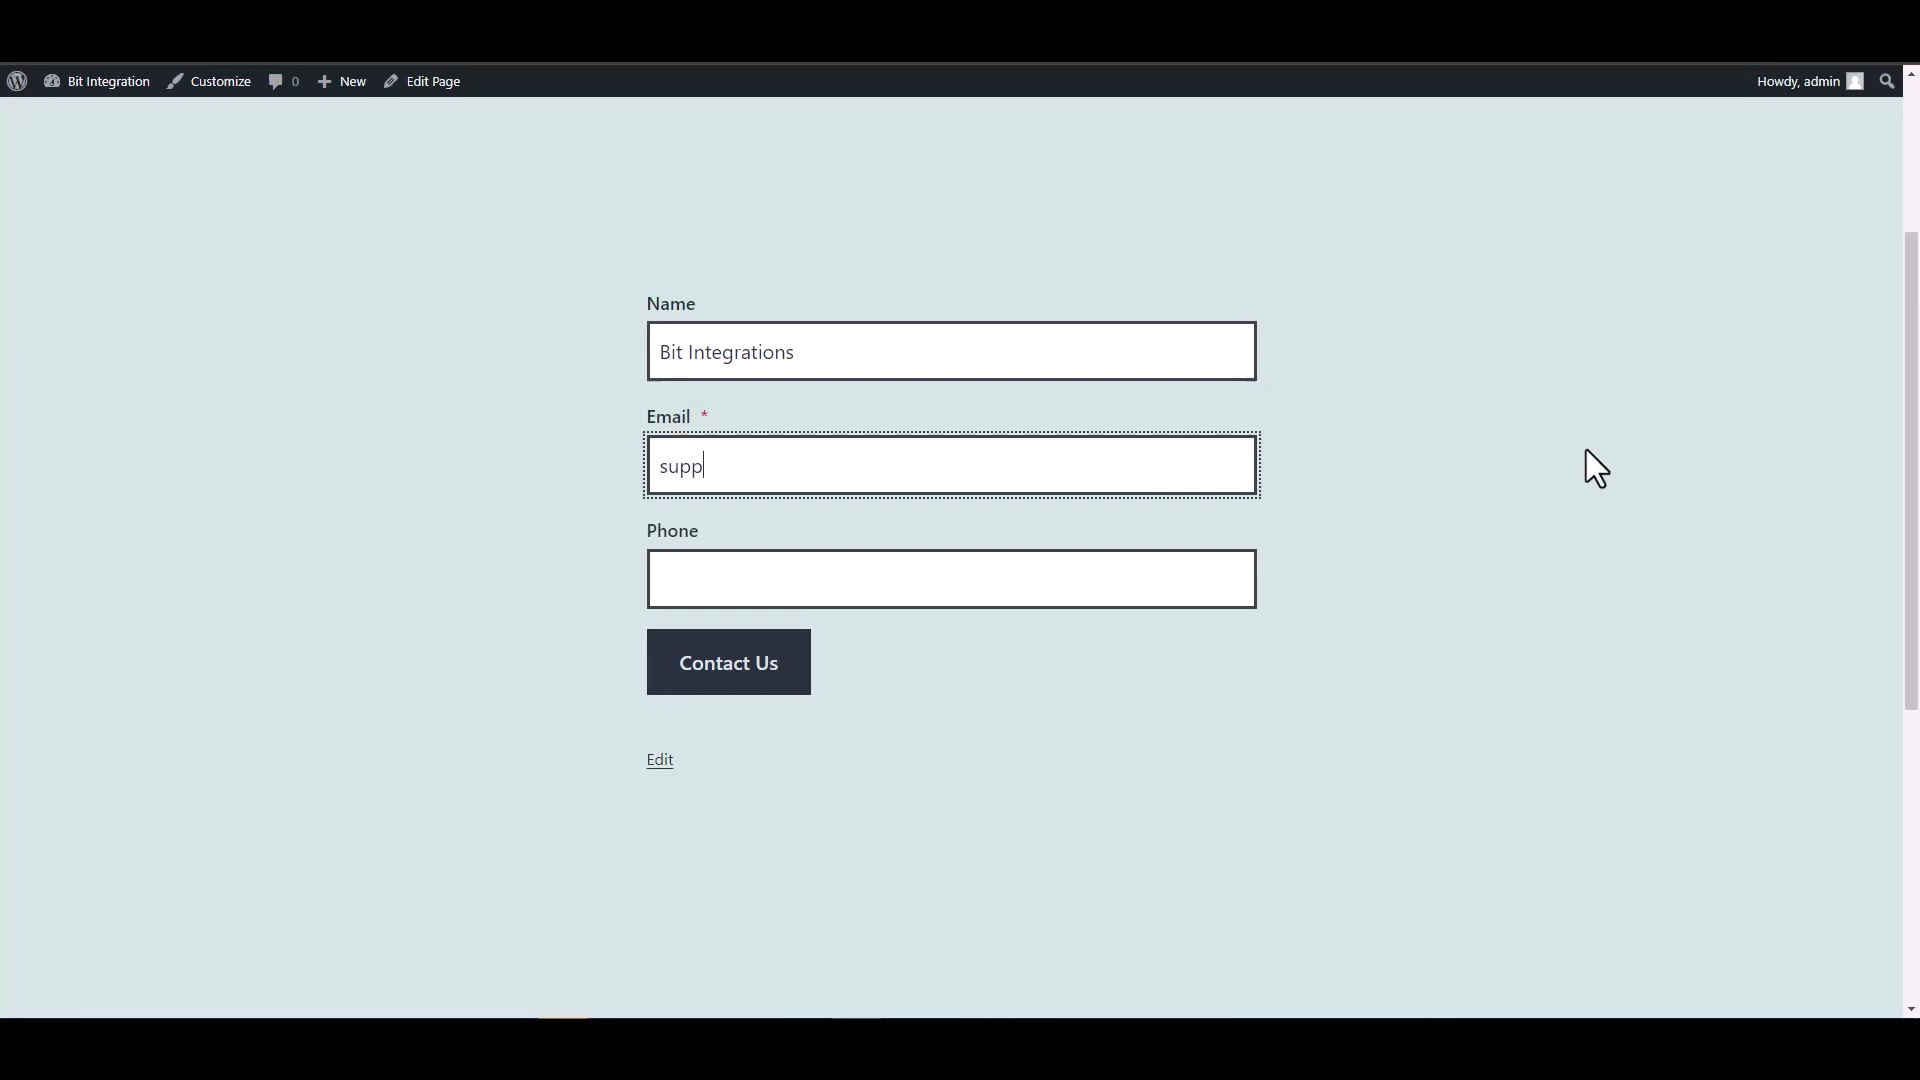 Bit Integration Customize 0 New Edit Page Howdy, admin
Name
Bit Integrations
Email *
supp
Phone
Contact Us
Edit